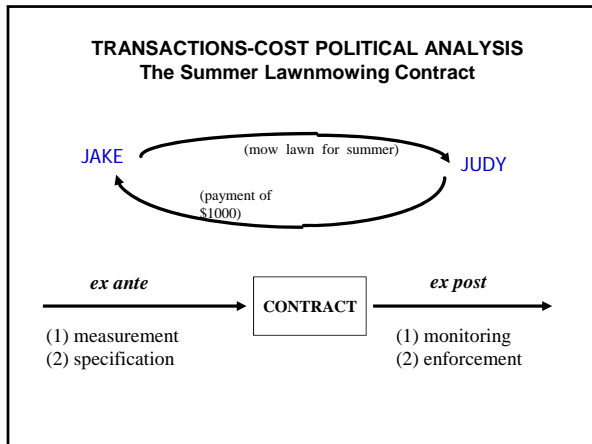 TRANSACTIONS-COST POLITICAL ANALYSIS
The Summer Lawnmowing Contract
JAKE
(mow lawn for summer)
JUDY
(payment of
$1000)
ex ante
CONTRACT
ex post
(1) measurement
(2) specification
(1) monitoring
(2) enforcement